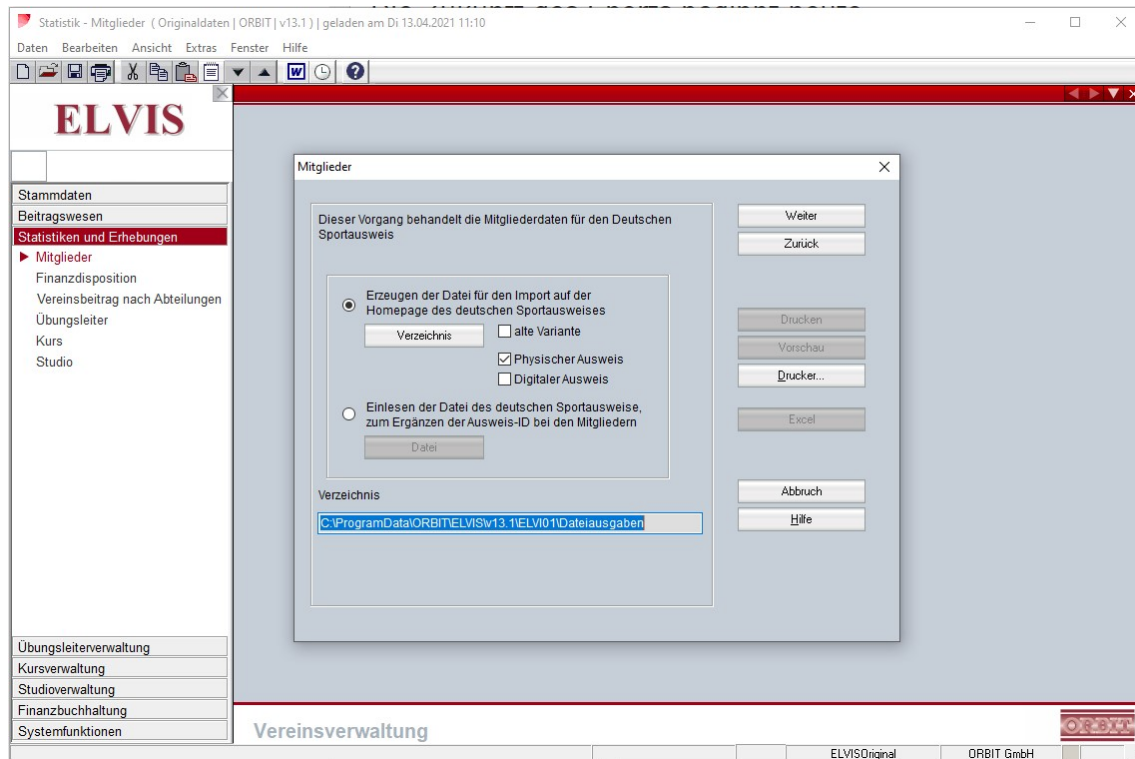 Statistik - Mitglieder ( Originaldaten | ORBIT | v13.1 ) | geladen am Di 13.04.2021 11:10
Daten Bearbeiten Ansicht Extras Fenster Hilfe
ELVIS
Stammdaten
Beitragswesen
Statistiken und Erhebungen
Mitglieder
Finanzdisposition
Vereinsbeitrag nach Abteilungen
Übungsleiter
Kurs
Studio
Übungsleiterverwaltung
Kursverwaltung
Studioverwaltung
Finanzbuchhaltung
Systemfunktionen
Mitglieder
Dieser Vorgang behandelt die Mitgliederdaten für den Deutschen
Sportausweis
Erzeugen der Datei für den Import auf der
Homepage des deutschen Sportausweises
Verzeichnis
alte Variante
Physischer Ausweis
Digitaler Ausweis
Einlesen der Datei des deutschen Sportausweise,
zum Ergänzen der Ausweis-ID bei den Mitgliedern
Datei
Verzeichnis
C:\ProgramData\ORBIT\ELVIS\v13.1\ELVI01\Dateiausgaben
Weiter
Zurück
Drucken
Vorschau
Drucker...
Excel
Abbruch
Hilfe
Vereinsverwaltung
ORBIT
ELVISOriginal
ORBIT GmbH